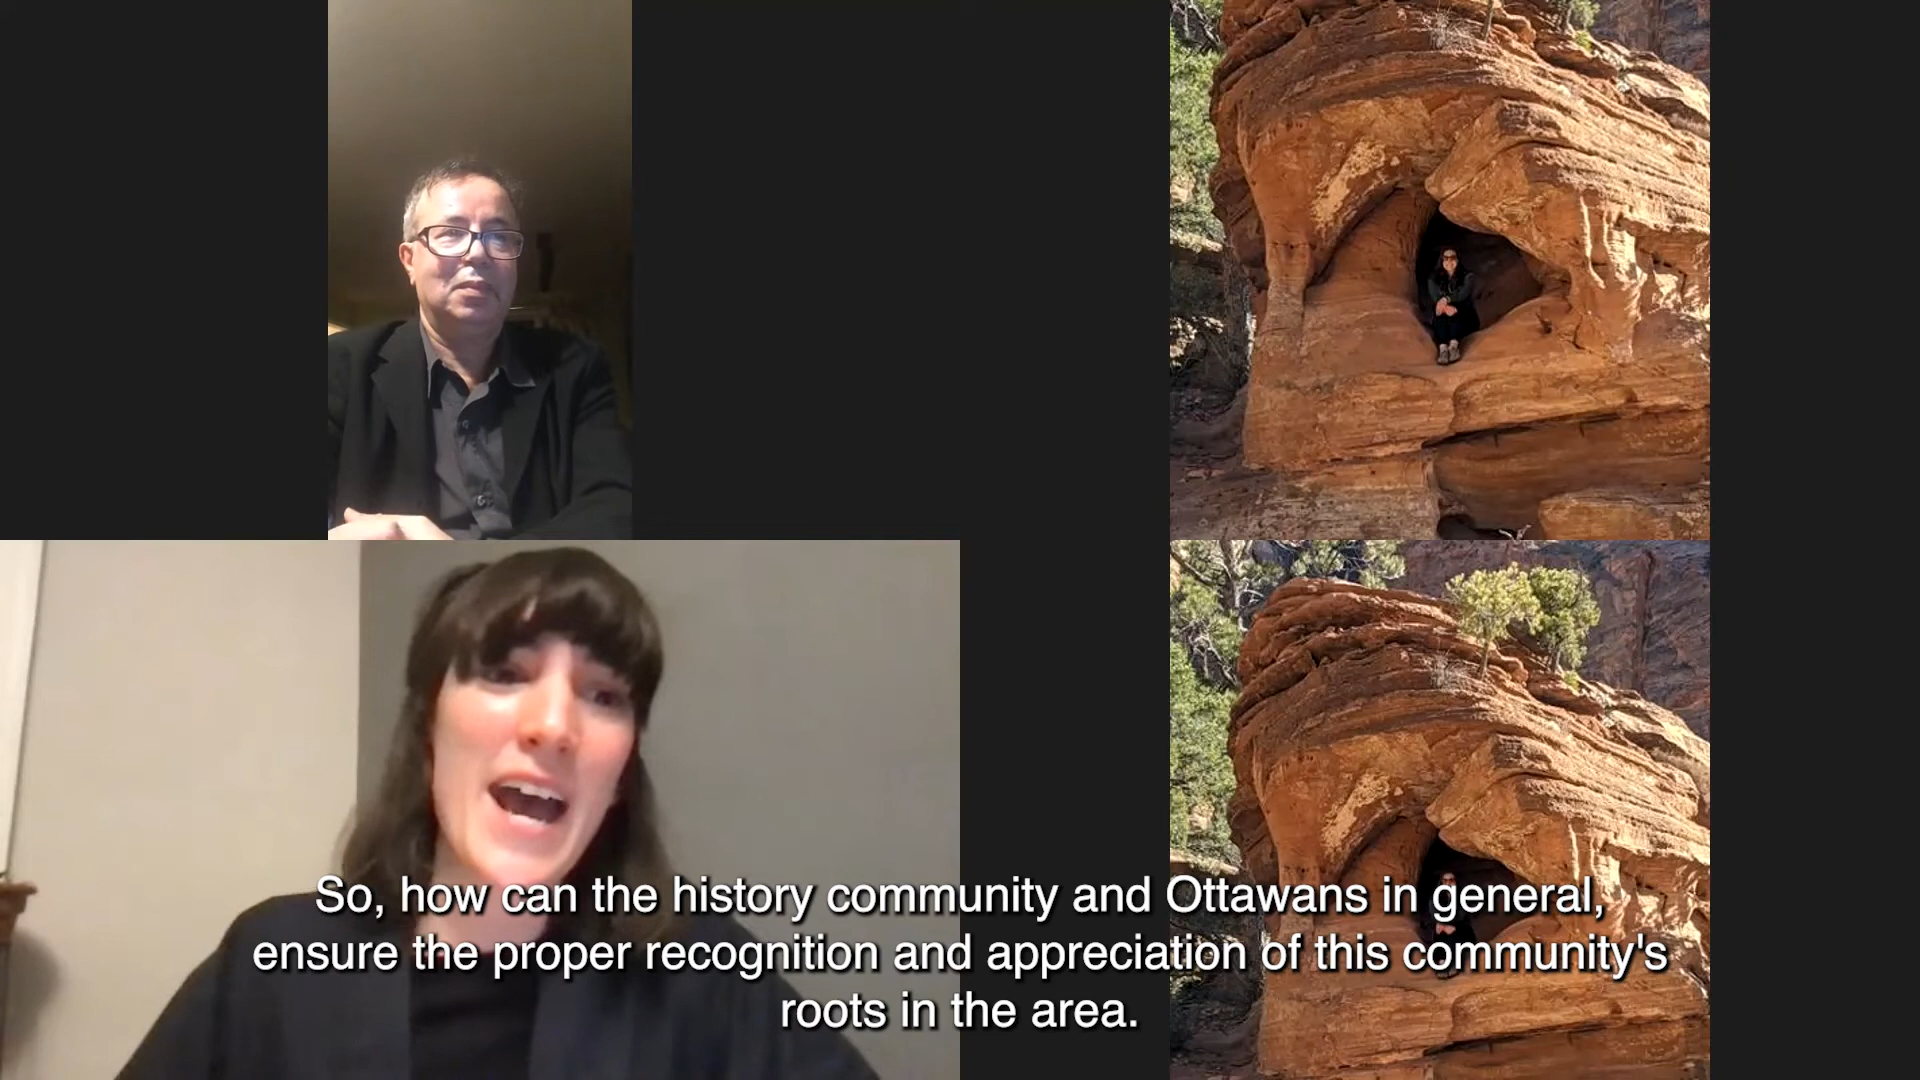 So, how can the history community and Ottawans in general,
ensure the proper recognition and appreciation of this community's
roots in the area.